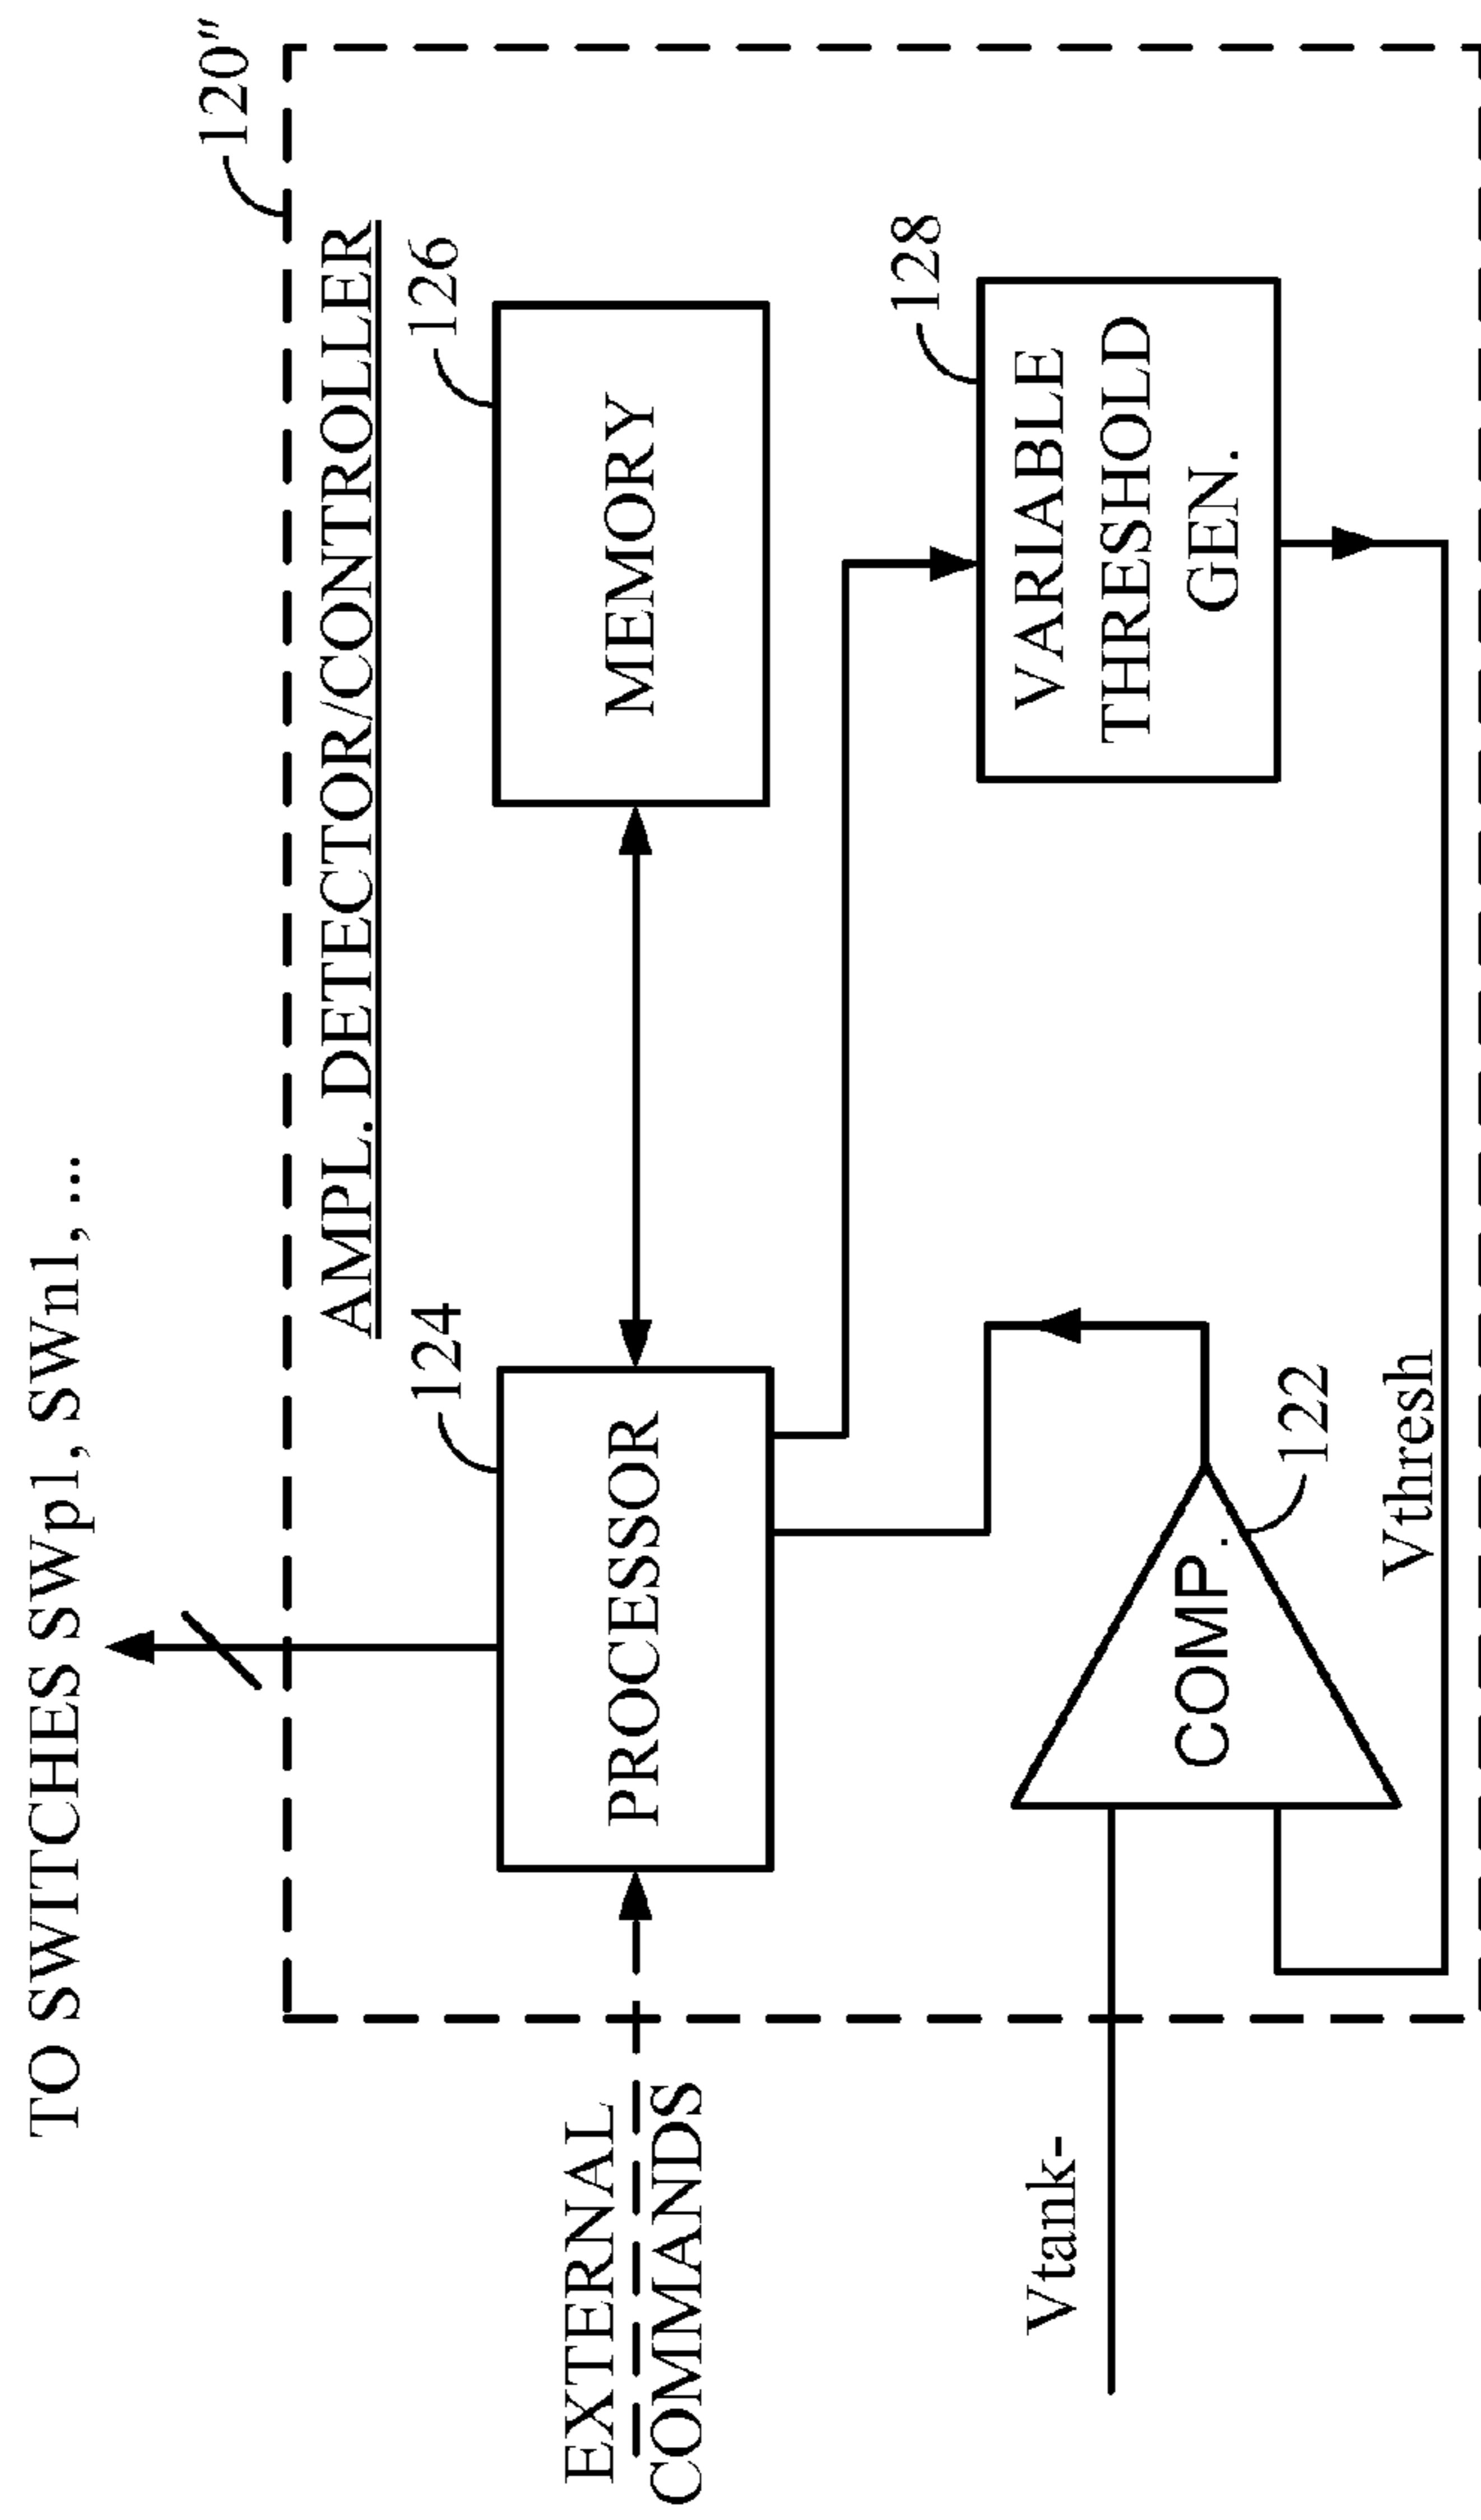 TO SWITCHES SWp1, SWn1, ...
120"
AMPL. DETECTOR/CONTROLLER
124
126
EXTERNAL
COMMANDS
PROCESSOR
MEMORY
128
VARIABLE
THRESHOLD
GEN.
Vtank-
COMP.
122
Vthresh